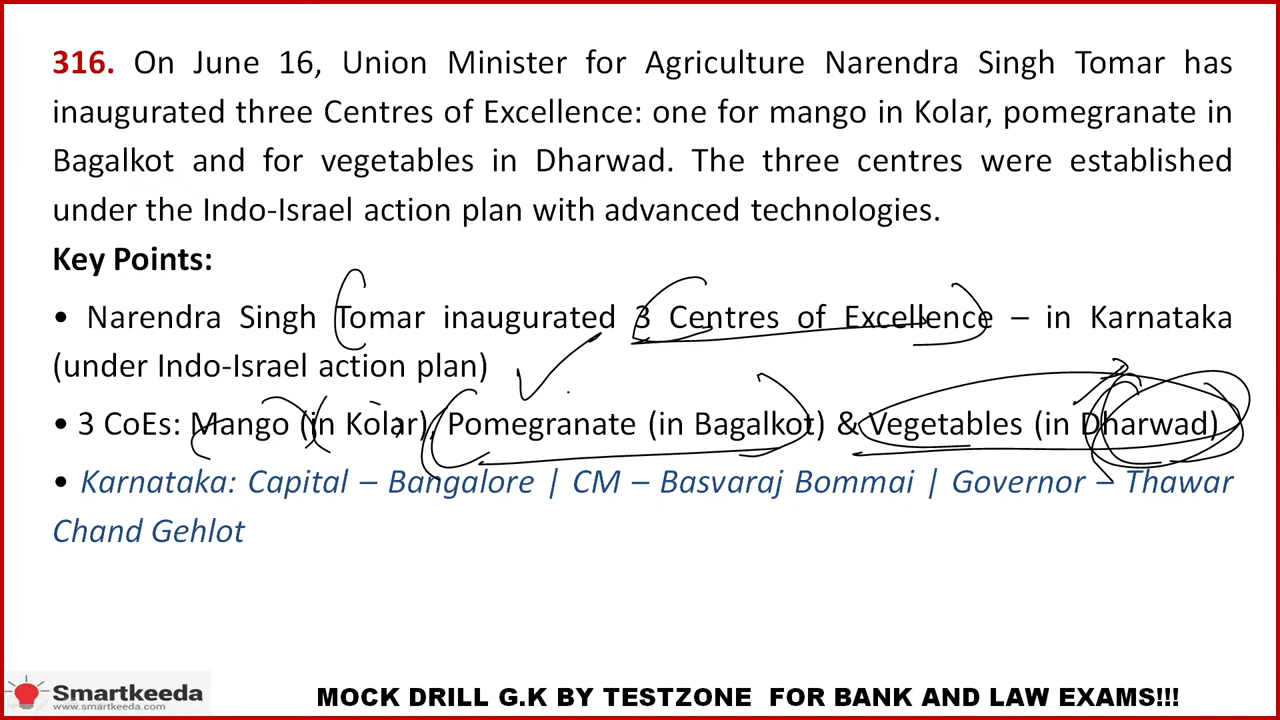 316. On June 16, Union Minister for Agriculture Narendra Singh Tomar has
inaugurated three Centres of Excellence: one for mango in Kolar, pomegranate in
Bagalkot and for vegetables in Dharwad. The three centres were established
under the Indo-Israel action plan with advanced technologies.
Key Points:
• Narendra Singh Tomar inaugurated 3 Centres of Excellence – in Karnataka
(under Indo-Israel action plan)
• 3 CoEs: Mango (in Kolar), Pomegranate (in Bagalkot) & Vegetables (in Dharwad)
• Karnataka: Capital – Bangalore | CM – Basvaraj Bommai | Governor – Thawar
Chand Gehlot
Smartkeeda
www.smartkeeda.com
MOCK DRILL G.K BY TESTZONE FOR BANK AND LAW EXAMS!!!